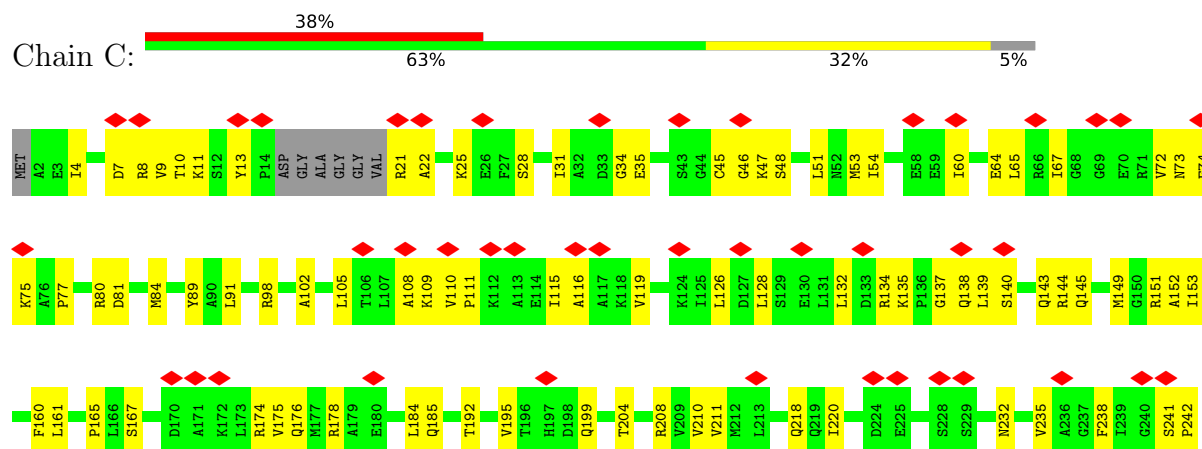 38%
Chain C:
63% 32% 5%
MET A2 E3 I4 D7 R8 V9 T10 K11 S12 Y13 P14 ASP GLY ALA GLY GLY VAL R21 A22 K25 E26 F27 S28 I31 A32 D33 G34 E35 S43 G44 C45 G46 K47 S48 L51 N52 M53 I54 E58 E59 I60 E64 L65 R66 I67 G68 G69 E70 R71 V72 N73
K75 A76 P77 R80 D81 M84 Y89 A90 L91 R98 A102 L105 T106 L107 A108 K109 V110 P111 K112 A113 E114 I115 A116 A117 K118 V119 K124 I125 L126 D127 L128 S129 E130 L131 L132 D133 R134 K135 P136 G137 Q138 L139 S140 Q143 R144 Q145 M149 G150 R151 A152 I153
F160 L161 P165 L166 S167 D170 A171 K172 L173 R174 V175 Q176 M177 R178 A179 E180 L184 Q185 T192 V195 T196 H197 D198 Q199 T204 R208 V209 V210 V211 M212 L213 Q218 Q219 I220 D224 E225 S228 S229 N232 V235 A236 G237 F238 I239 G240 S241 P242